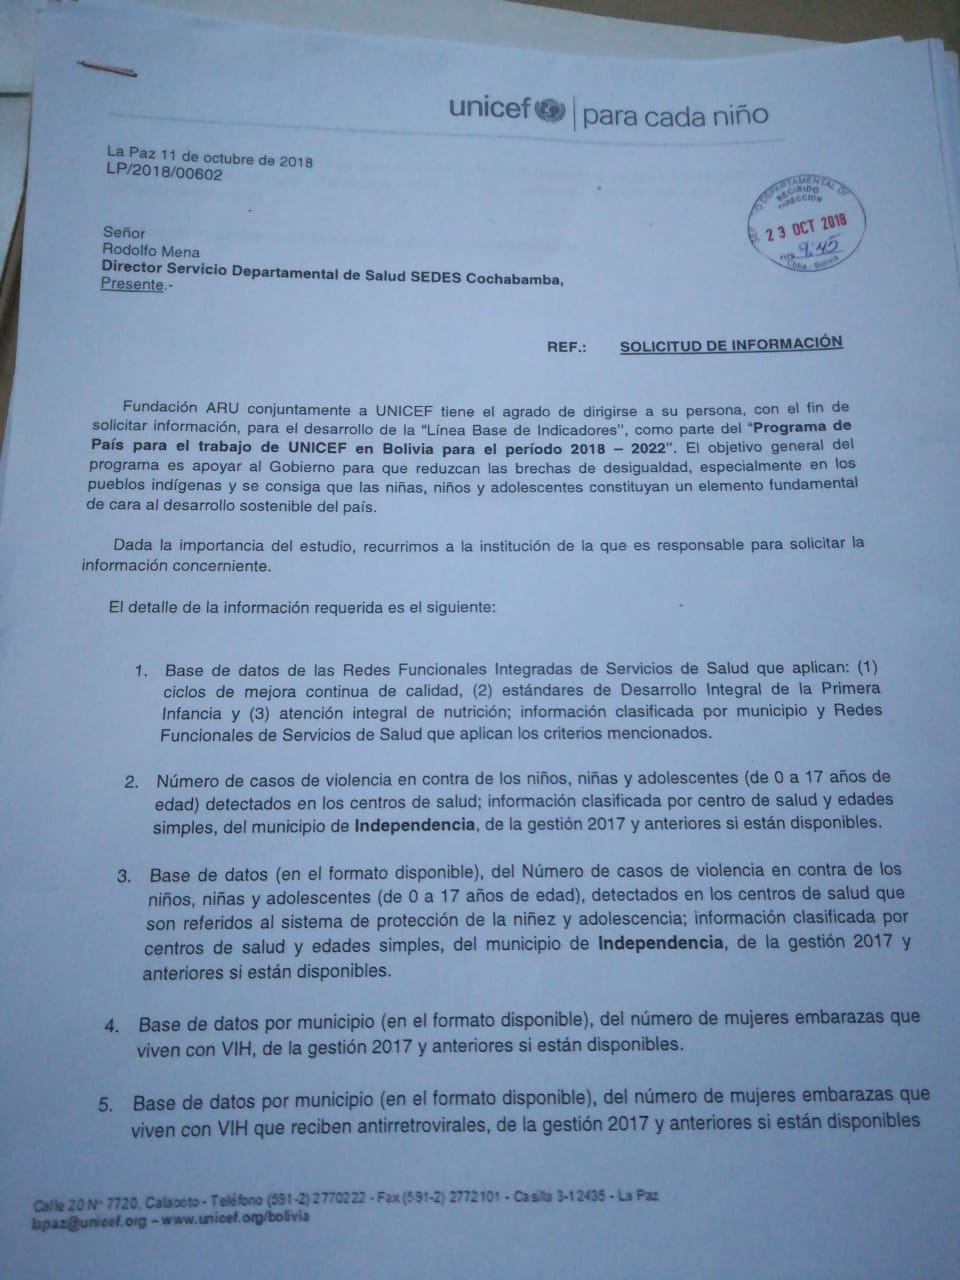 unicef | para cada niño
La Paz 11 de octubre de 2018
LP/2018/00602
DEPARTAMENTAL DE
RECIBIDO
DIRECCIÓN
23 OCT 2018
Hrs. 9:45
Cbba. Bolivia
Señor
Rodolfo Mena
Director Servicio Departamental de Salud SEDES Cochabamba,
Presente.-
REF.: SOLICITUD DE INFORMACIÓN
Fundación ARU conjuntamente a UNICEF tiene el agrado de dirigirse a su persona, con el fin de
solicitar información, para el desarrollo de la “Línea Base de Indicadores”, como parte del “Programa de
País para el trabajo de UNICEF en Bolivia para el período 2018 – 2022”. El objetivo general del
programa es apoyar al Gobierno para que reduzcan las brechas de desigualdad, especialmente en los
pueblos indígenas y se consiga que las niñas, niños y adolescentes constituyan un elemento fundamental
de cara al desarrollo sostenible del país.
Dada la importancia del estudio, recurrimos a la institución de la que es responsable para solicitar la
información concerniente.
El detalle de la información requerida es el siguiente:
1. Base de datos de las Redes Funcionales Integradas de Servicios de Salud que aplican: (1)
ciclos de mejora continua de calidad, (2) estándares de Desarrollo Integral de la Primera
Infancia y (3) atención integral de nutrición; información clasificada por municipio y Redes
Funcionales de Servicios de Salud que aplican los criterios mencionados.
2. Número de casos de violencia en contra de los niños, niñas y adolescentes (de 0 a 17 años de
edad) detectados en los centros de salud; información clasificada por centro de salud y edades
simples, del municipio de Independencia, de la gestión 2017 y anteriores si están disponibles.
3. Base de datos (en el formato disponible), del Número de casos de violencia en contra de los
niños, niñas y adolescentes (de 0 a 17 años de edad), detectados en los centros de salud que
son referidos al sistema de protección de la niñez y adolescencia; información clasificada por
centros de salud y edades simples, del municipio de Independencia, de la gestión 2017 y
anteriores si están disponibles.
4. Base de datos por municipio (en el formato disponible), del número de mujeres embarazas que
viven con VIH, de la gestión 2017 y anteriores si están disponibles.
5. Base de datos por municipio (en el formato disponible), del número de mujeres embarazas que
viven con VIH que reciben antirretrovirales, de la gestión 2017 y anteriores si están disponibles
Calle 20 Nº 7720, Calacoto - Teléfono (591-2) 2770222 - Fax (591-2) 2772101 - Casilla 3-12435 - La Paz
lapaz@unicef.org – www.unicef.org/bolivia